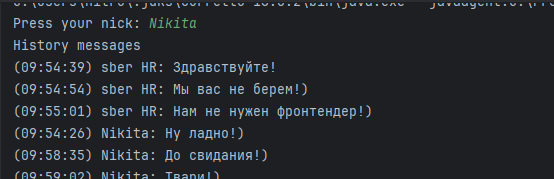 Press your nick: Nikita
History messages
(09:54:39) sber HR: Здравствуйте!
(09:54:54) sber HR: Мы вас не берем!)
(09:55:01) sber HR: Нам не нужен фронтендер!)
(09:54:26) Nikita: Ну ладно!)
(09:58:35) Nikita: До свидания!)
(09:59:02) Nikita: Твари!)